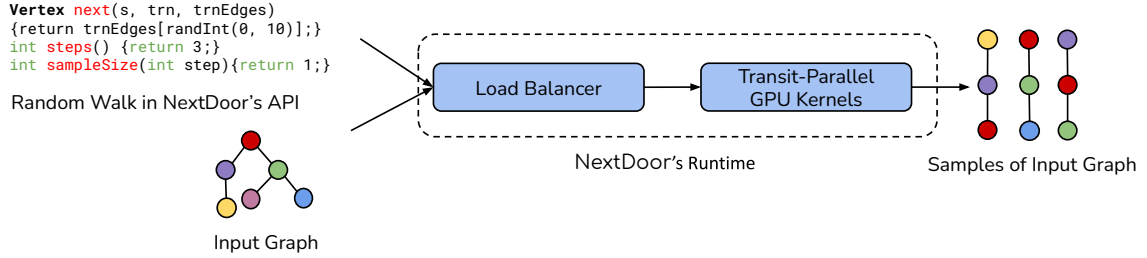 Vertex next(s, trn, trnEdges)
{return trnEdges[randInt(0, 10)];}
int steps() {return 3;}
int sampleSize(int step){return 1;}
Random Walk in NextDoor's API
Input Graph
Load Balancer
Transit-Parallel
GPU Kernels
NextDoor's Runtime
Samples of Input Graph